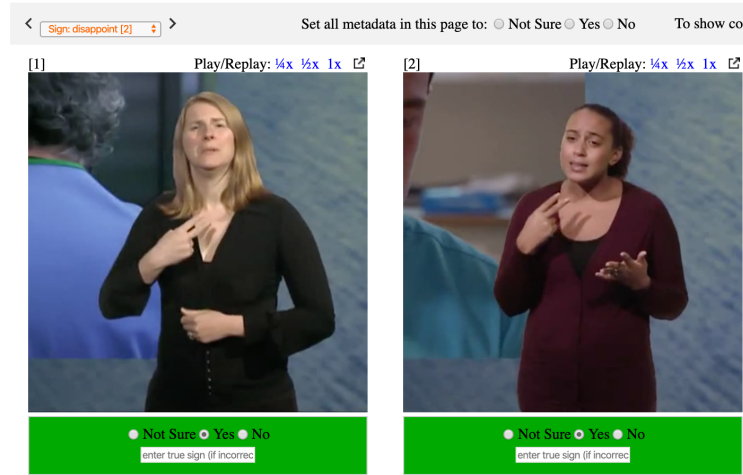 Sign: disappoint [2]
Set all metadata in this page to: Not Sure Yes No
To show co
[1] Play/Replay: ¼x ½x 1x
[2] Play/Replay: ¼x ½x 1x
Not Sure Yes No
enter true sign (if incorrec
Not Sure Yes No
enter true sign (if incorrec